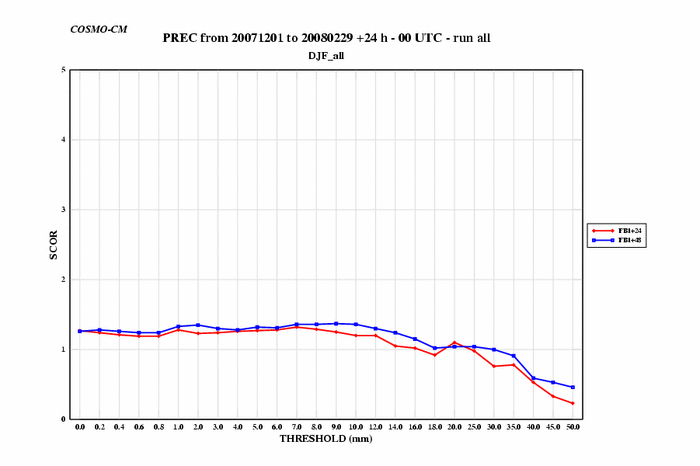 COSMO-CM
PREC from 20071201 to 20080229 +24 h - 00 UTC - run all
DJF_all
5
4
3
2
1
0
SCOR
0.0 0.2 0.4 0.6 0.8 1.0 2.0 3.0 4.0 5.0 6.0 7.0 8.0 9.0 10.0 12.0 14.0 16.0 18.0 20.0 25.0 30.0 35.0 40.0 45.0 50.0
THRESHOLD (mm)
FBI+24
FBI+48